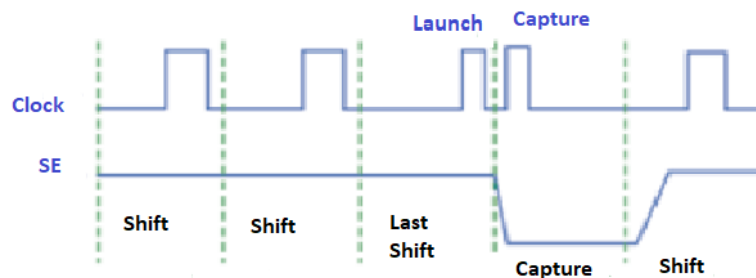 Launch
Capture
Clock
SE
Shift
Shift
Last
Shift
Capture
Shift